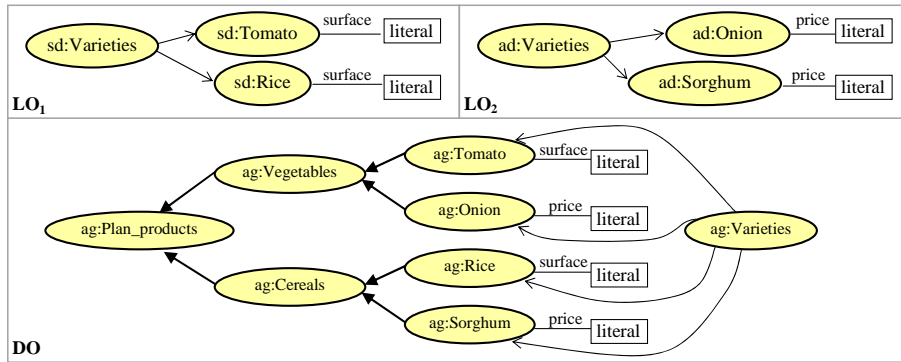 sd:Varieties
sd:Tomato
surface
literal
sd:Rice
surface
literal
LO1
ad:Varieties
ad:Onion
price
literal
ad:Sorghum
price
literal
LO2
ag:Plan_products
ag:Vegetables
ag:Cereals
ag:Tomato
surface
literal
ag:Onion
price
literal
ag:Rice
surface
literal
ag:Sorghum
price
literal
ag:Varieties
DO